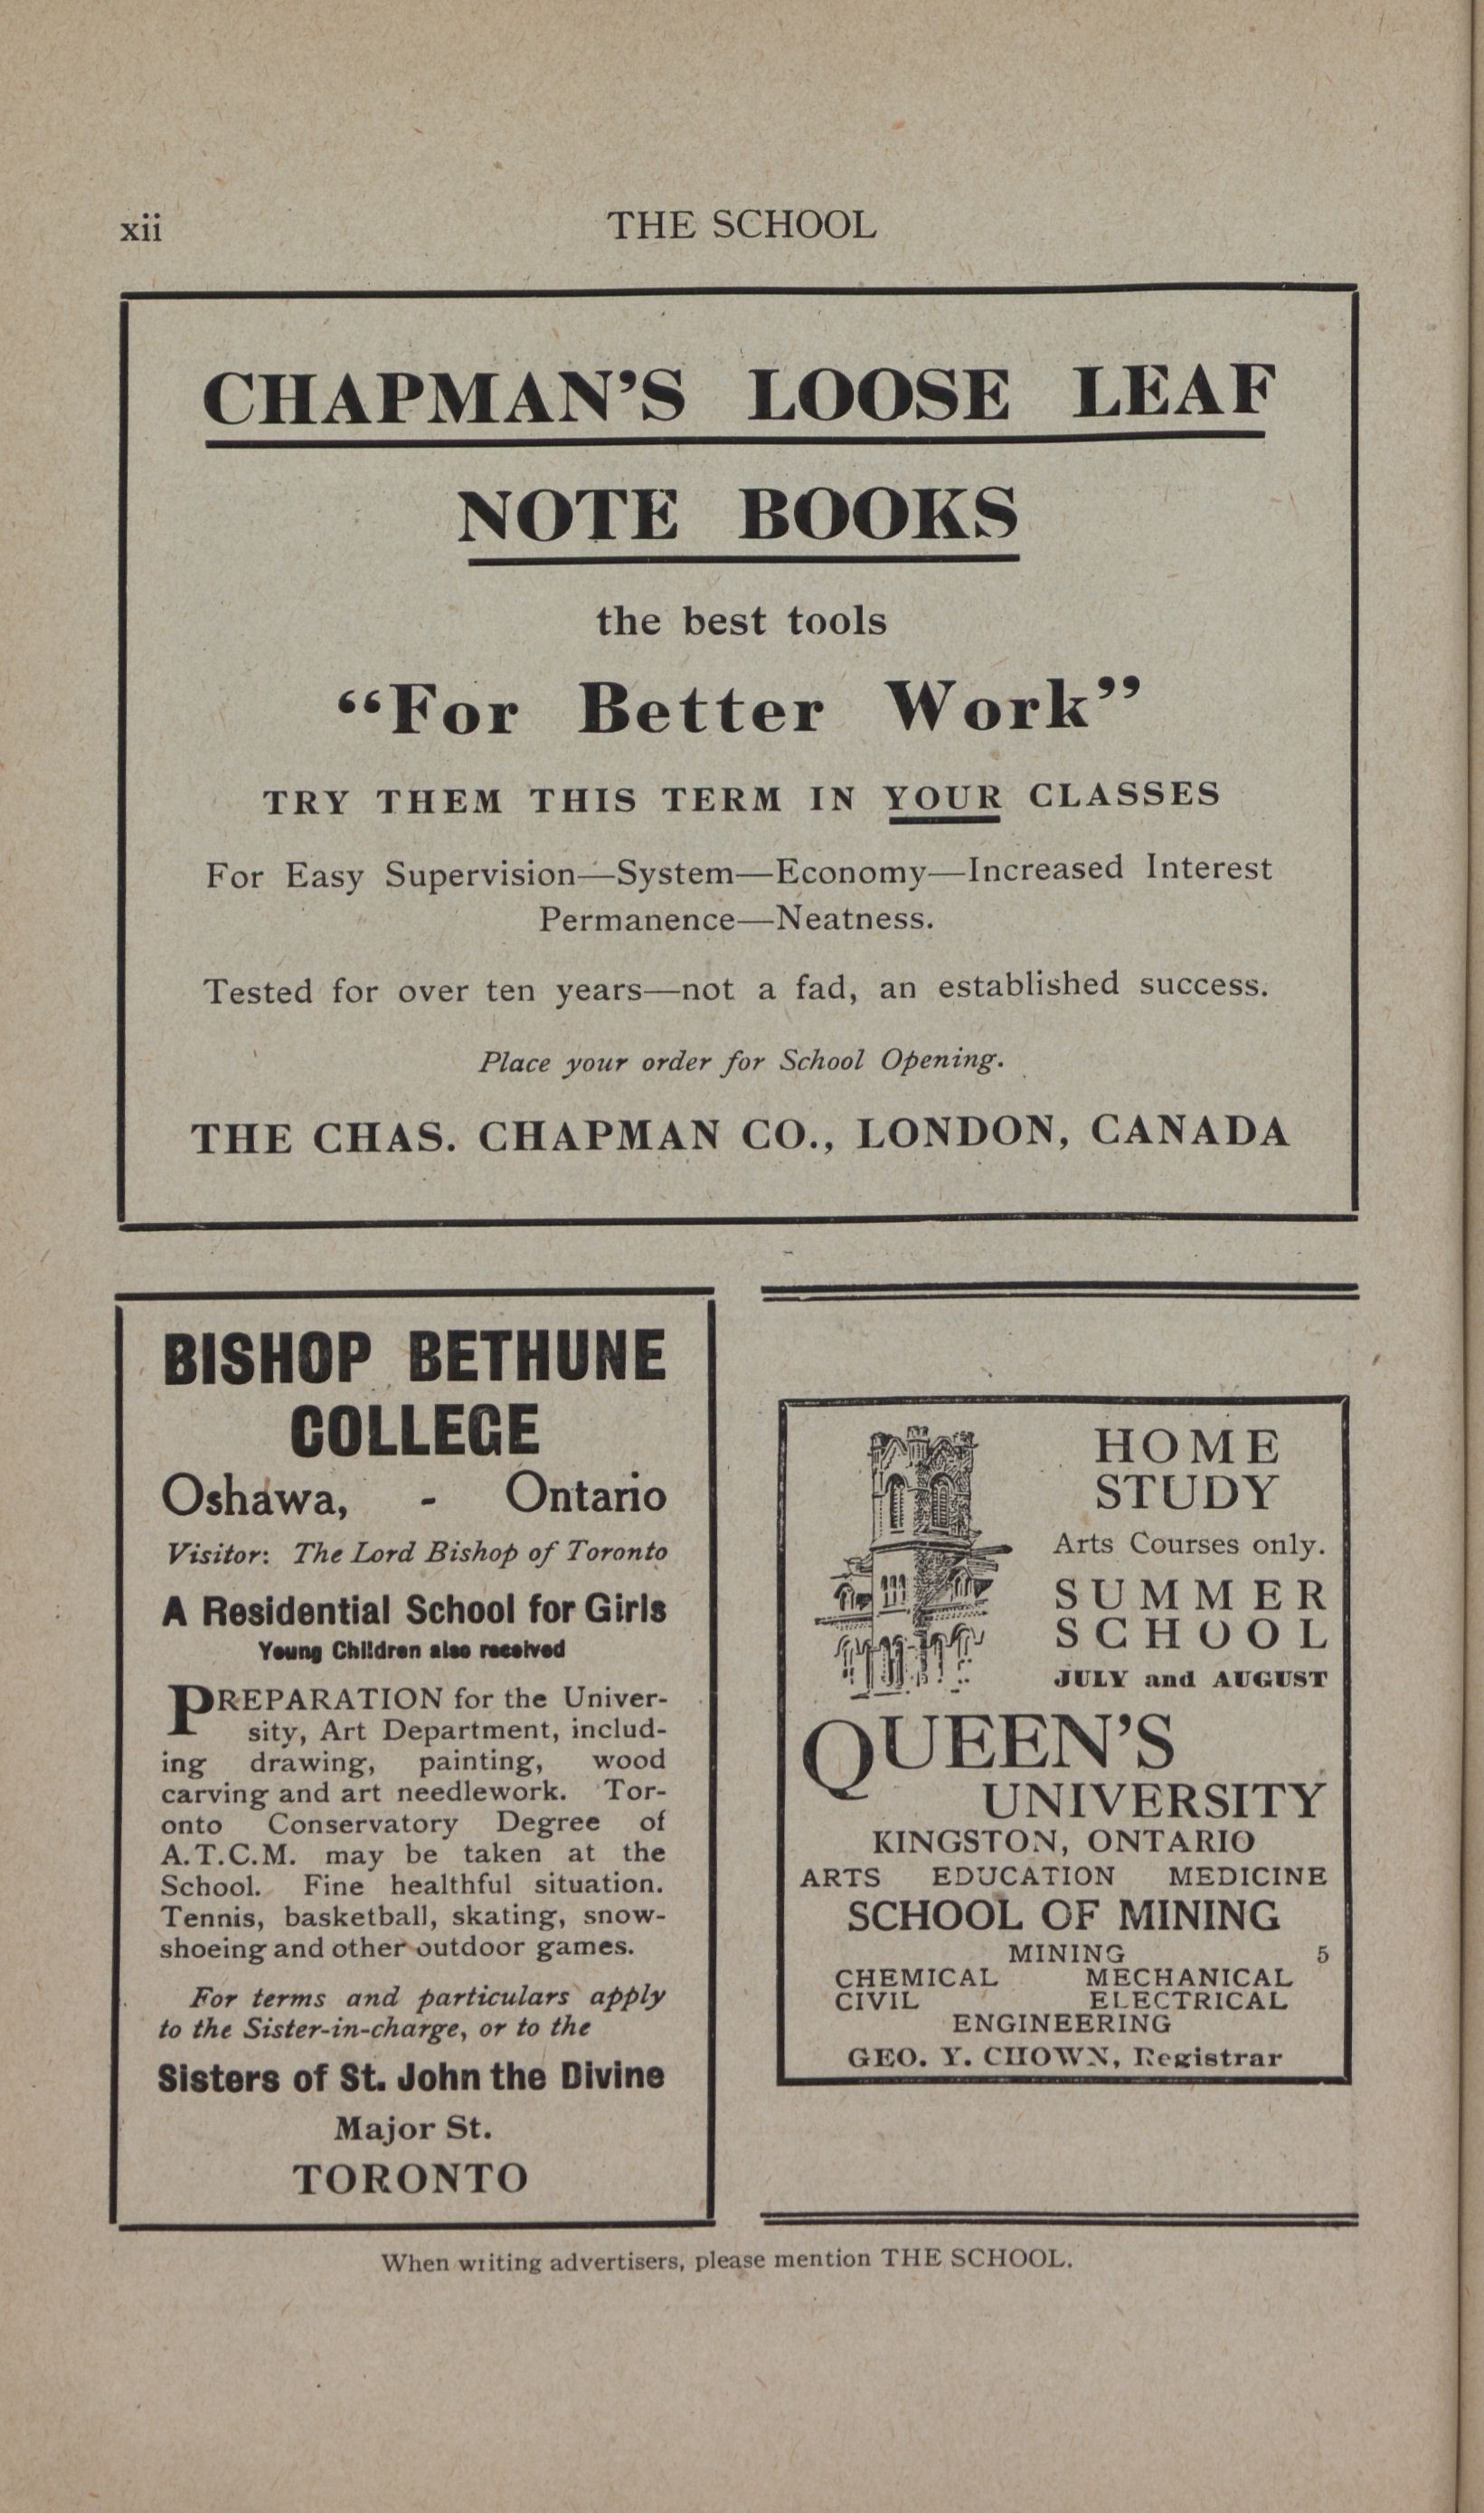 xii THE SCHOOL
CHAPMAN'S LOOSE LEAF
NOTE BOOKS
the best tools
“For Better Work”
TRY THEM THIS TERM IN YOUR CLASSES
For Easy Supervision—System—Economy—Increased Interest
Permanence—Neatness.
Tested for over ten years—not a fad, an established success.
Place your order for School Opening.
THE CHAS. CHAPMAN CO., LONDON, CANADA
BISHOP BETHUNE
COLLEGE
Oshawa, - Ontario
Visitor: The Lord Bishop of Toronto
A Residential School for Girls
Young Children also received
PREPARATION for the Univer-
sity, Art Department, includ-
ing drawing, painting, wood
carving and art needlework. Tor-
onto Conservatory Degree of
A.T.C.M. may be taken at the
School. Fine healthful situation.
Tennis, basketball, skating, snow-
shoeing and other outdoor games.
For terms and particulars apply
to the Sister-in-charge, or to the
Sisters of St. John the Divine
Major St.
TORONTO
HOME
STUDY
Arts Courses only.
SUMMER
SCHOOL
JULY and AUGUST
QUEEN'S
UNIVERSITY
KINGSTON, ONTARIO
ARTS EDUCATION MEDICINE
SCHOOL OF MINING
MINING 5
CHEMICAL MECHANICAL
CIVIL ELECTRICAL
ENGINEERING
GEO. Y. CHOWN, Registrar
When writing advertisers, please mention THE SCHOOL.